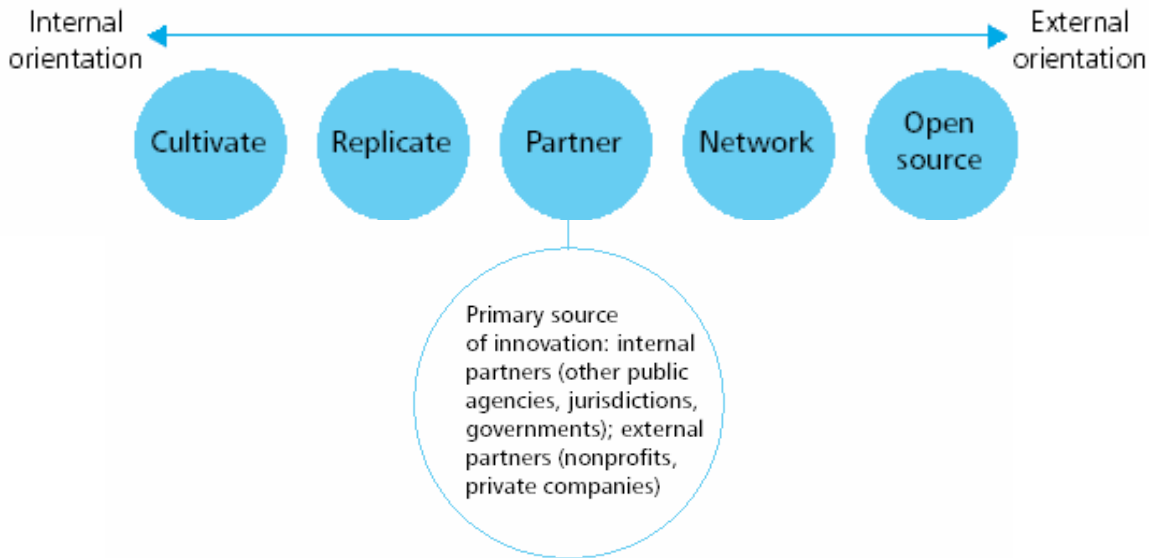 Internal
orientation
External
orientation
Cultivate
Replicate
Partner
Network
Open
source
Primary source
of innovation: internal
partners (other public
agencies, jurisdictions,
governments); external
partners (nonprofits,
private companies)